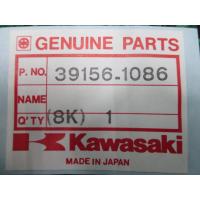 GENUINE PARTS
P. NO. 39156-1086
NAME
Q'TY (8K) 1
Kawasaki
MADE IN JAPAN